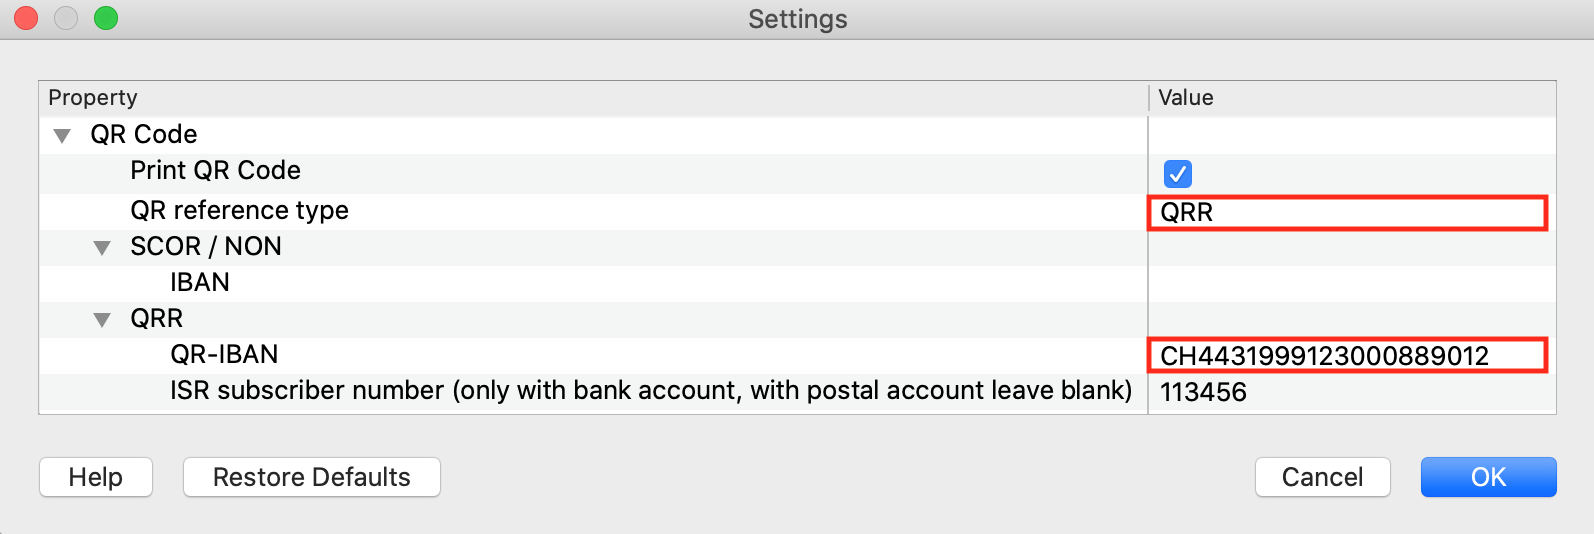 Settings
Property Value
QR Code
Print QR Code
QR reference type QRR
SCOR / NON
IBAN
QRR
QR-IBAN CH4431999123000889012
ISR subscriber number (only with bank account, with postal account leave blank) 113456
Help Restore Defaults Cancel OK